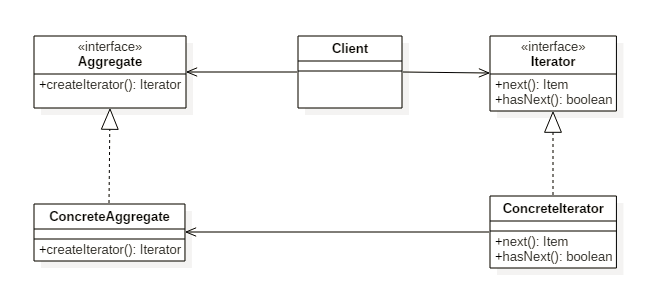 «interface»
Aggregate
+createIterator(): Iterator
Client
«interface»
Iterator
+next(): Item
+hasNext(): boolean
ConcreteAggregate
+createIterator(): Iterator
ConcreteIterator
+next(): Item
+hasNext(): boolean